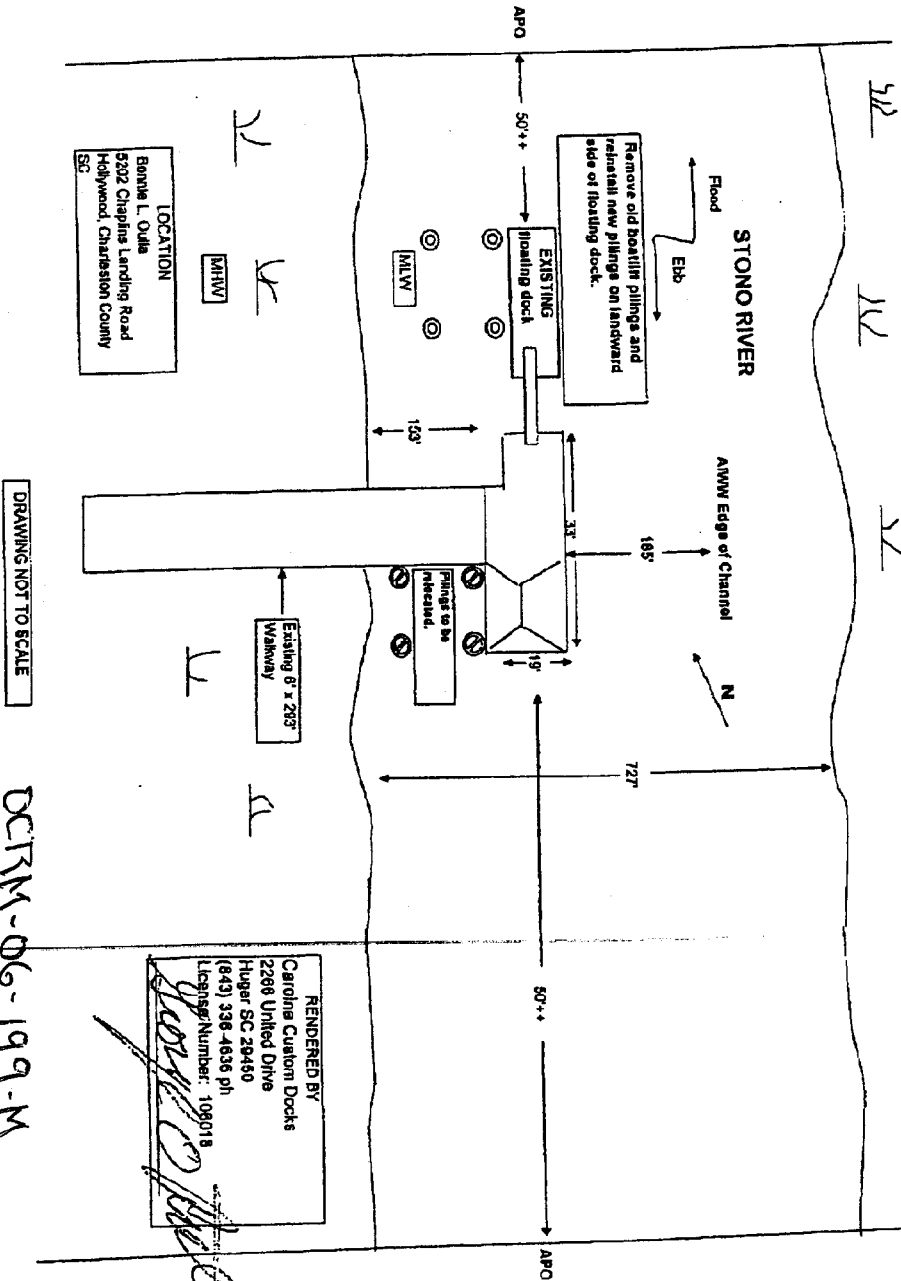 STONO RIVER
Flood
Ebb
AIWW Edge of Channel
N
APO
50'++
Remove old boatlift pilings and
reinstall new pilings on landward
side of floating dock.
EXISTING
floating dock
33'
185'
19'
727'
50'++
APO
MLW
153'
Pilings to be
relocated.
Existing 6' x 293'
Walkway
MHW
LOCATION
Bonnie L. Oulla
5202 Chaplins Landing Road
Hollywood, Charleston County
SC
RENDERED BY
Carolina Custom Docks
2266 United Drive
Huger SC 29450
(843) 336-4636 ph
License Number: 106018
DRAWING NOT TO SCALE
OCRM-06-199-M